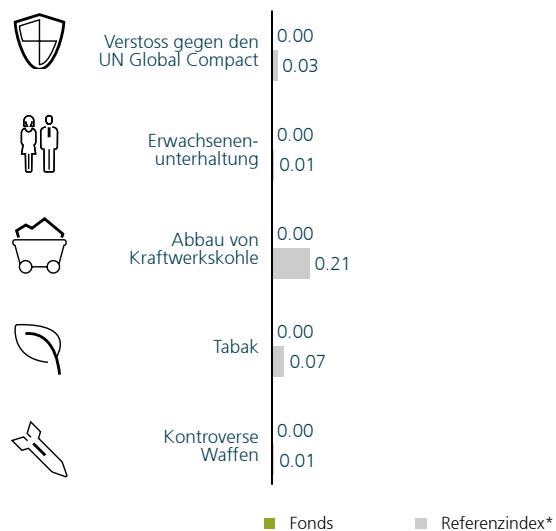 0.00
Verstoss gegen den
UN Global Compact
0.03
0.00
Erwachsenen-
unterhaltung
0.01
0.00
Abbau von
Kraftwerkskohle
0.21
0.00
Tabak
0.07
0.00
Kontroverse
Waffen
0.01
Fonds
Referenzindex*